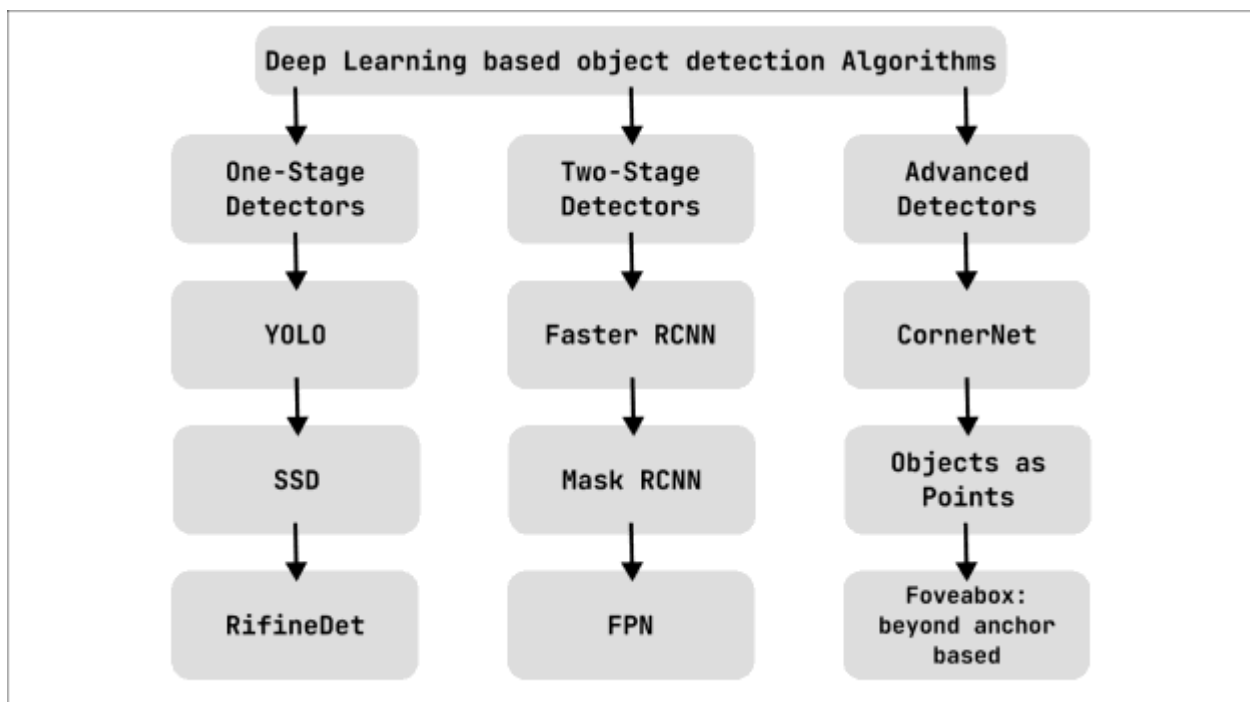 Deep Learning based object detection Algorithms
One-Stage
Detectors
Two-Stage
Detectors
Advanced
Detectors
YOLO
Faster RCNN
CornerNet
SSD
Mask RCNN
Objects as
Points
RifineDet
FPN
Foveabox:
beyond anchor
based